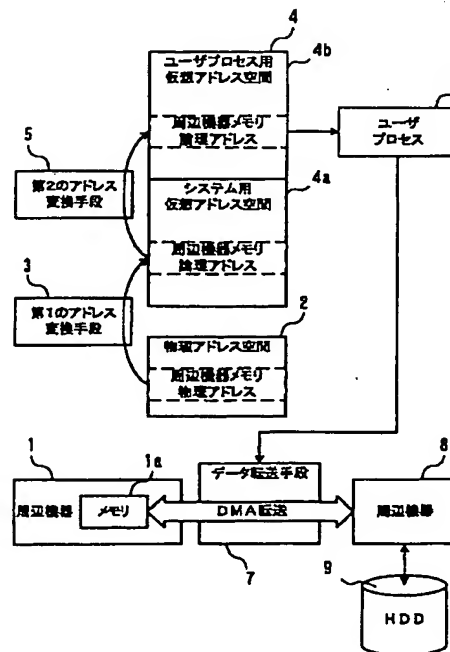 4
ユーザプロセス用
仮想アドレス空間
4b
周辺機器メモリ
論理アドレス
ユーザ
プロセス
5
第2のアドレス
変換手段
システム用
仮想アドレス空間
4a
周辺機器メモリ
論理アドレス
3
第1のアドレス
変換手段
2
物理アドレス空間
周辺機器メモリ
物理アドレス
1
1a
周辺機器
メモリ
データ転送手段
DMA転送
7
8
周辺機器
9
HDD